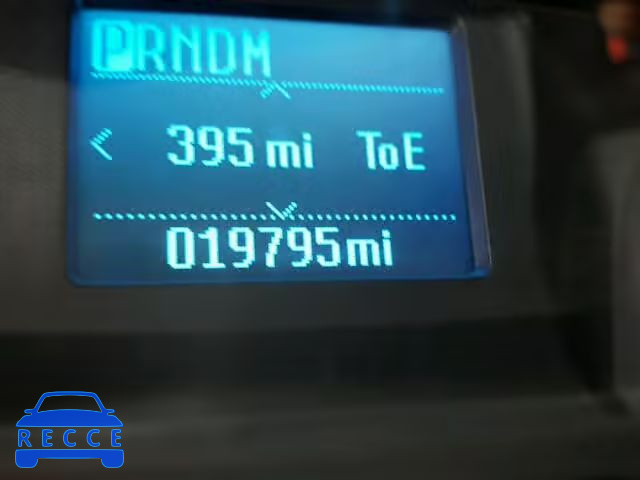 PRNDM
395 mi ToE
019795mi
RECCE